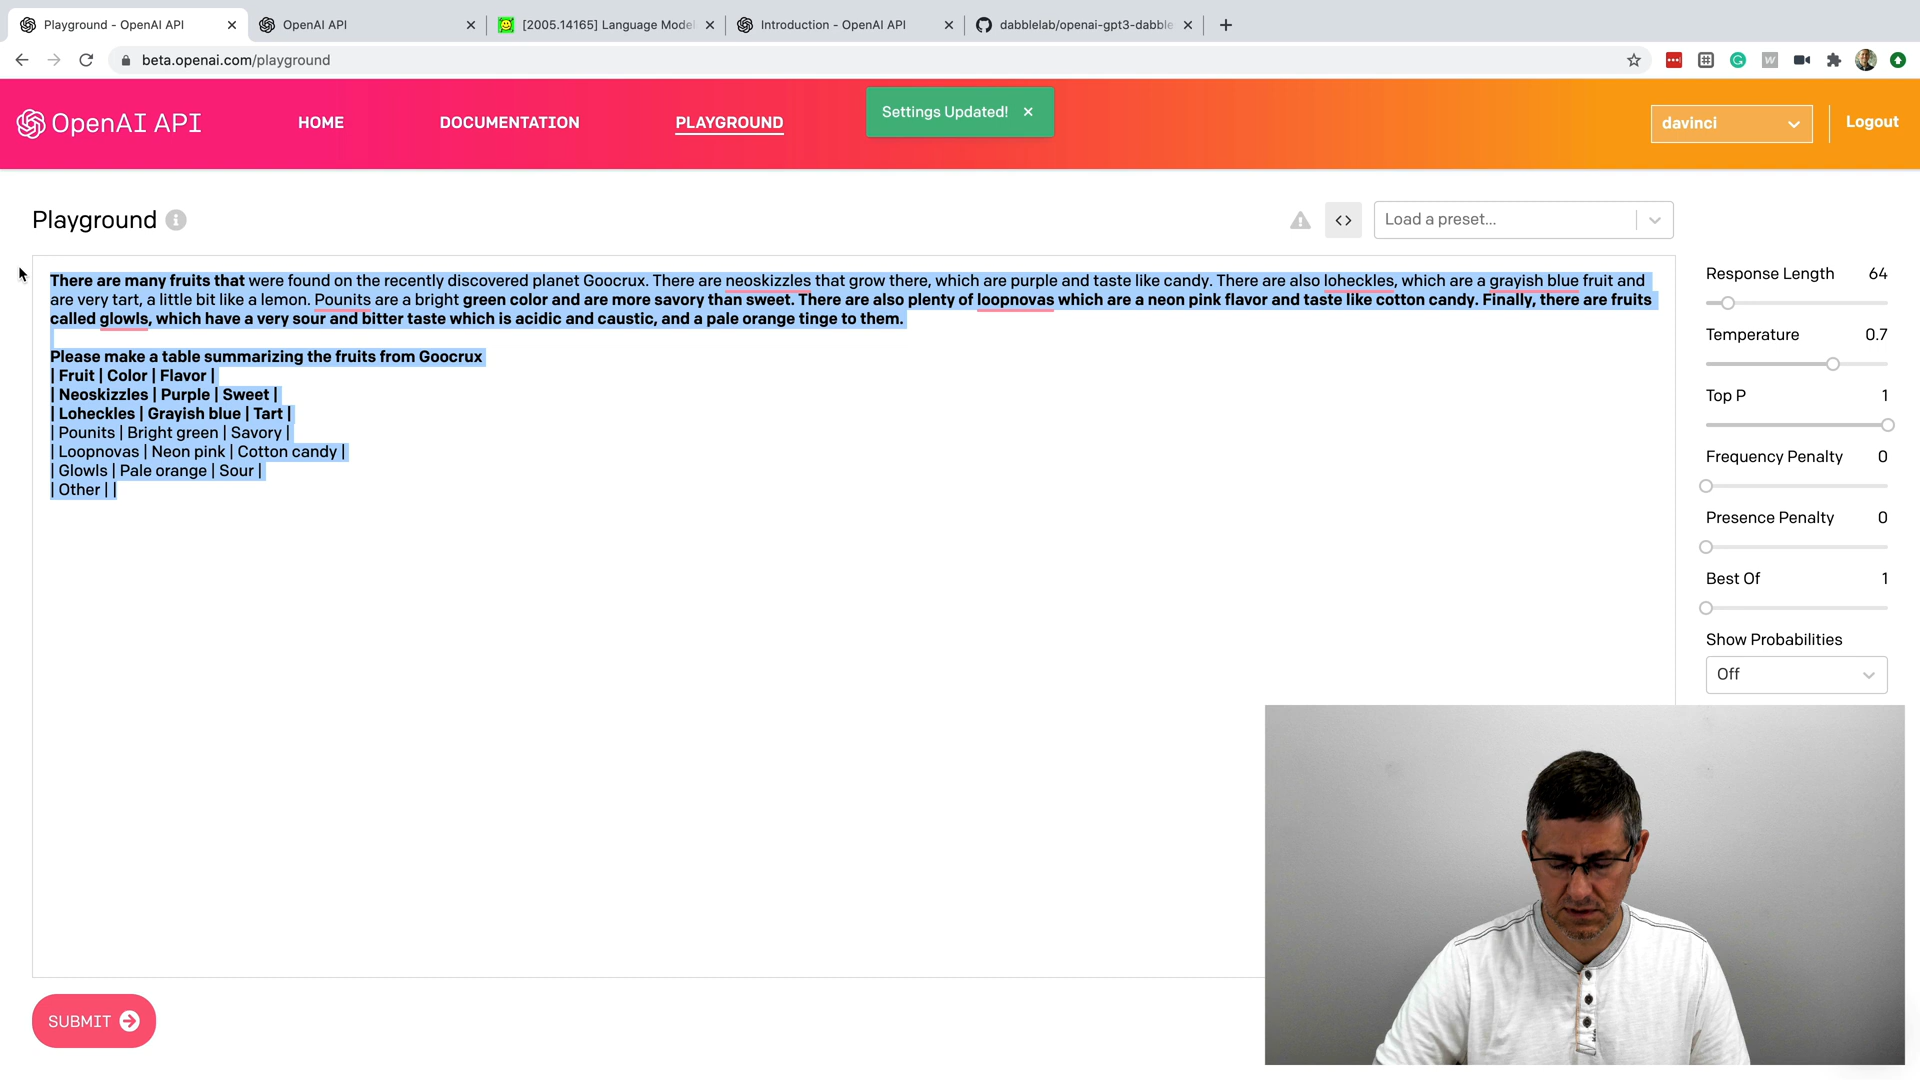 Playground - OpenAI API
OpenAI API
[2005.14165] Language Model
Introduction - OpenAI API
dabblelab/openai-gpt3-dabble
beta.openai.com/playground
OpenAI API
HOME
DOCUMENTATION
PLAYGROUND
Settings Updated!
davinci
Logout
Playground
Load a preset...
There are many fruits that were found on the recently discovered planet Goocrux. There are neoskizzles that grow there, which are purple and taste like candy. There are also loheckles, which are a grayish blue fruit and
are very tart, a little bit like a lemon. Pounits are a bright green color and are more savory than sweet. There are also plenty of loopnovas which are a neon pink flavor and taste like cotton candy. Finally, there are fruits
called glowls, which have a very sour and bitter taste which is acidic and caustic, and a pale orange tinge to them.
Please make a table summarizing the fruits from Goocrux
| Fruit | Color | Flavor |
| Neoskizzles | Purple | Sweet |
| Loheckles | Grayish blue | Tart |
| Pounits | Bright green | Savory |
| Loopnovas | Neon pink | Cotton candy |
| Glowls | Pale orange | Sour |
| Other | |
Response Length 64
Temperature 0.7
Top P 1
Frequency Penalty 0
Presence Penalty 0
Best Of 1
Show Probabilities
Off
SUBMIT